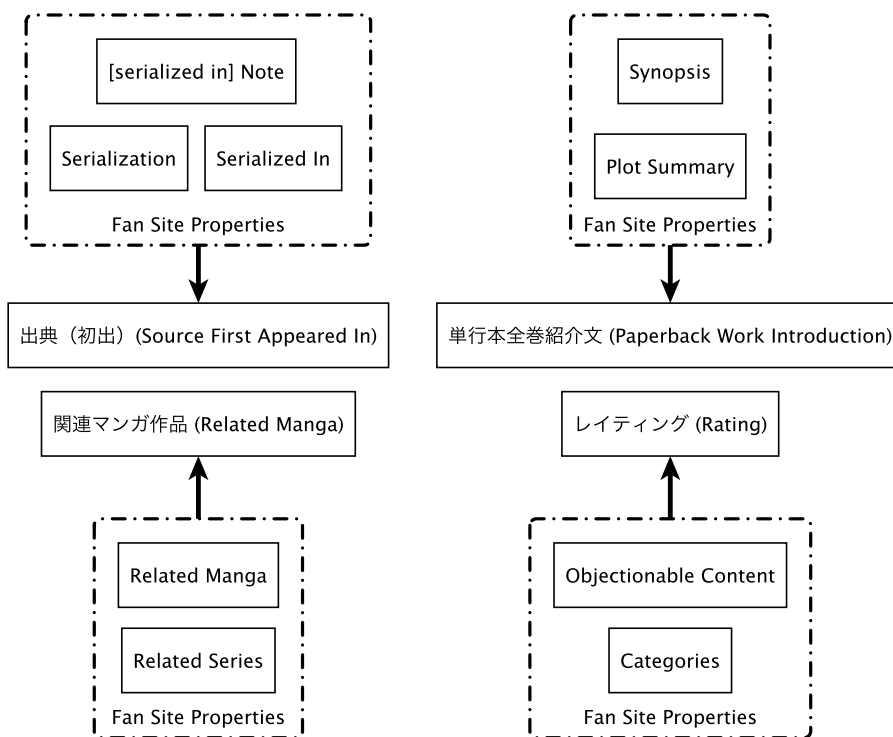 [serialized in] Note
Serialization
Serialized In
Fan Site Properties
出典（初出）(Source First Appeared In)
Synopsis
Plot Summary
Fan Site Properties
単行本全巻紹介文 (Paperback Work Introduction)
関連マンガ作品 (Related Manga)
Related Manga
Related Series
Fan Site Properties
レイティング (Rating)
Objectionable Content
Categories
Fan Site Properties